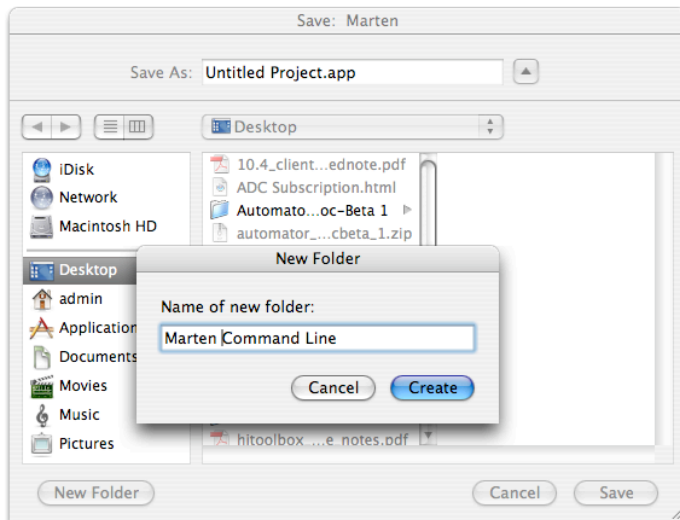 Save: Marten
Save As: Untitled Project.app
Desktop
iDisk
Network
Macintosh HD
Desktop
admin
Application
Documents
Movies
Music
Pictures
10.4_client...ednote.pdf
ADC Subscription.html
Automato...oc-Beta 1
automator_...cbeta_1.zip
hitoolbox ...e_notes.pdf
New Folder
Name of new folder:
Marten Command Line
Cancel Create
New Folder Cancel Save